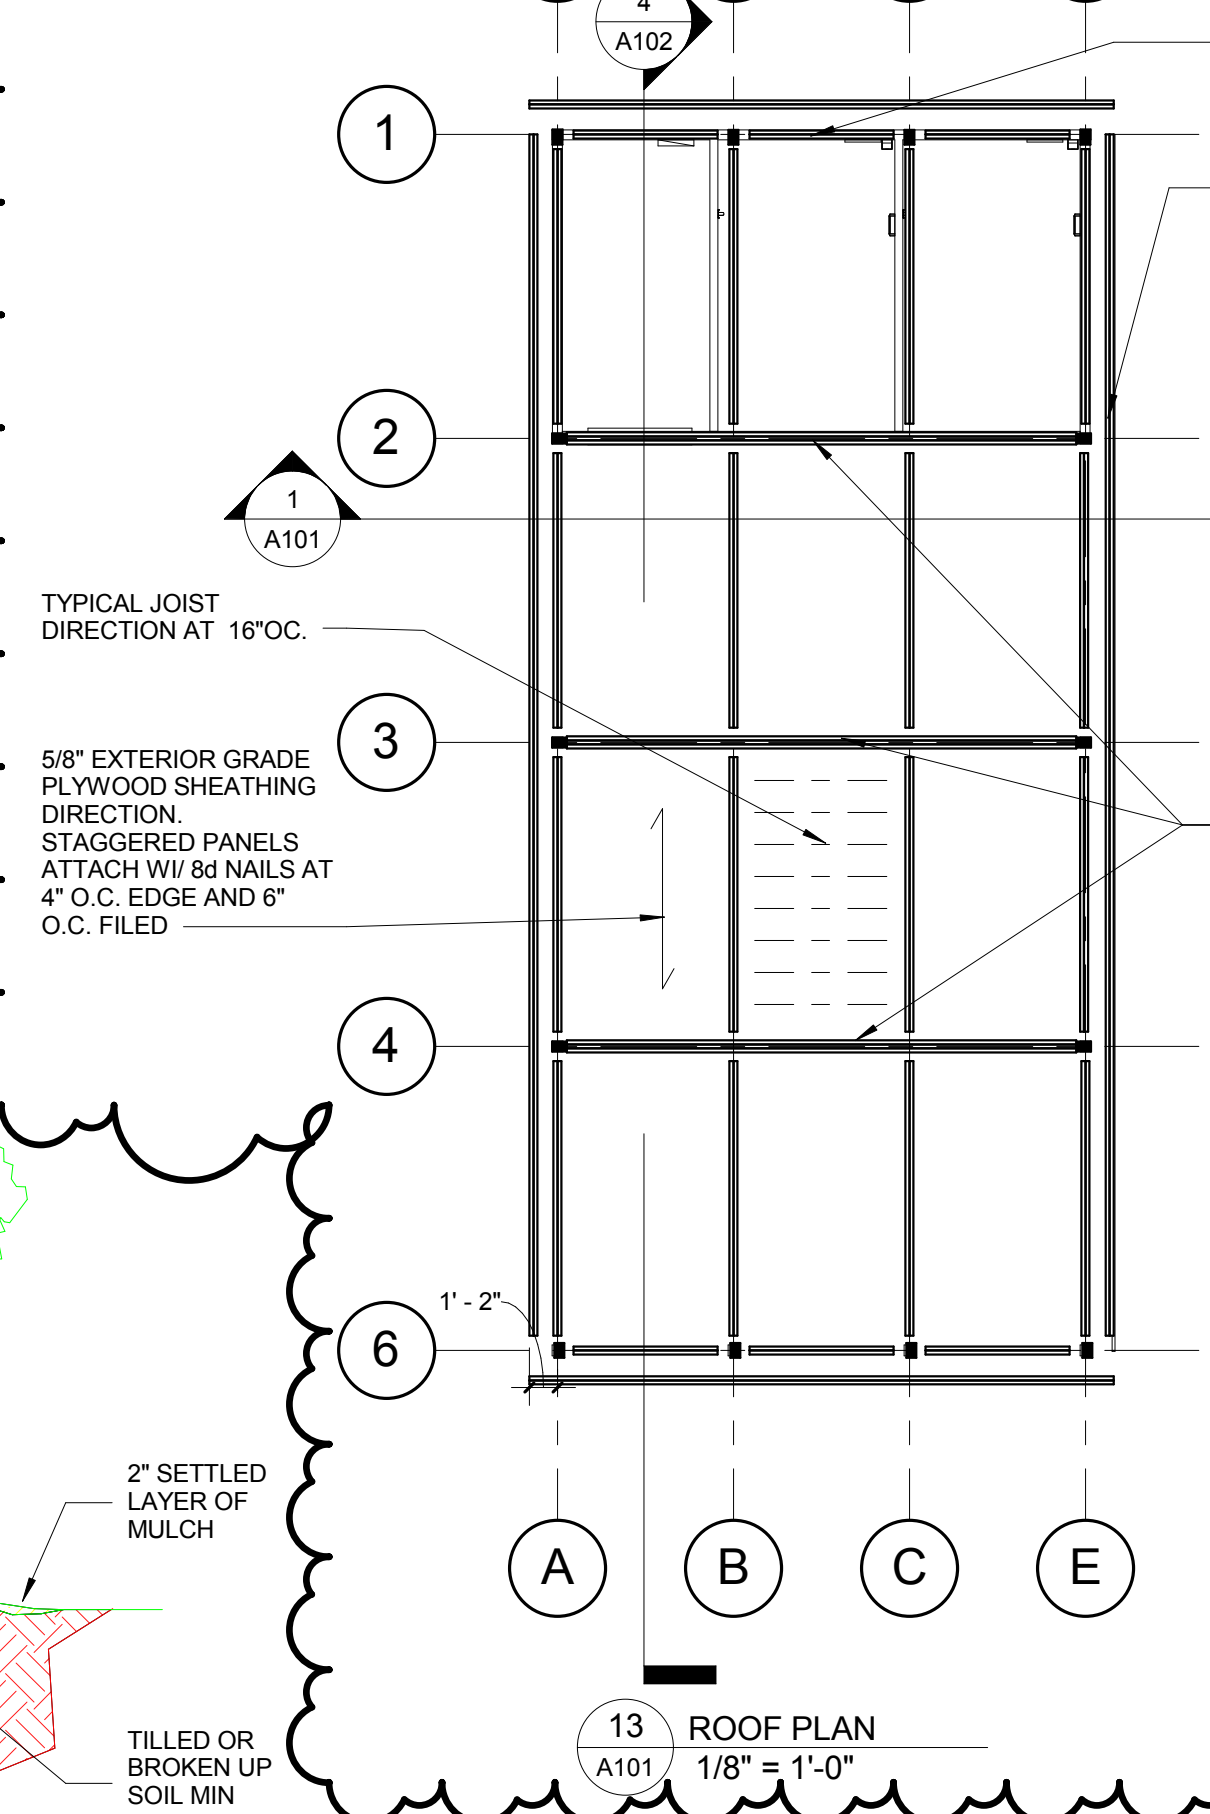 4
A102
1
2
1
A101
TYPICAL JOIST
DIRECTION AT 16"OC.
3
5/8" EXTERIOR GRADE
PLYWOOD SHEATHING
DIRECTION.
STAGGERED PANELS
ATTACH WI/ 8d NAILS AT
4" O.C. EDGE AND 6"
O.C. FILED
4
1' - 2"
6
2" SETTLED
LAYER OF
MULCH
A B C E
13 ROOF PLAN
A101 1/8" = 1'-0"
TILLED OR
BROKEN UP
SOIL MIN